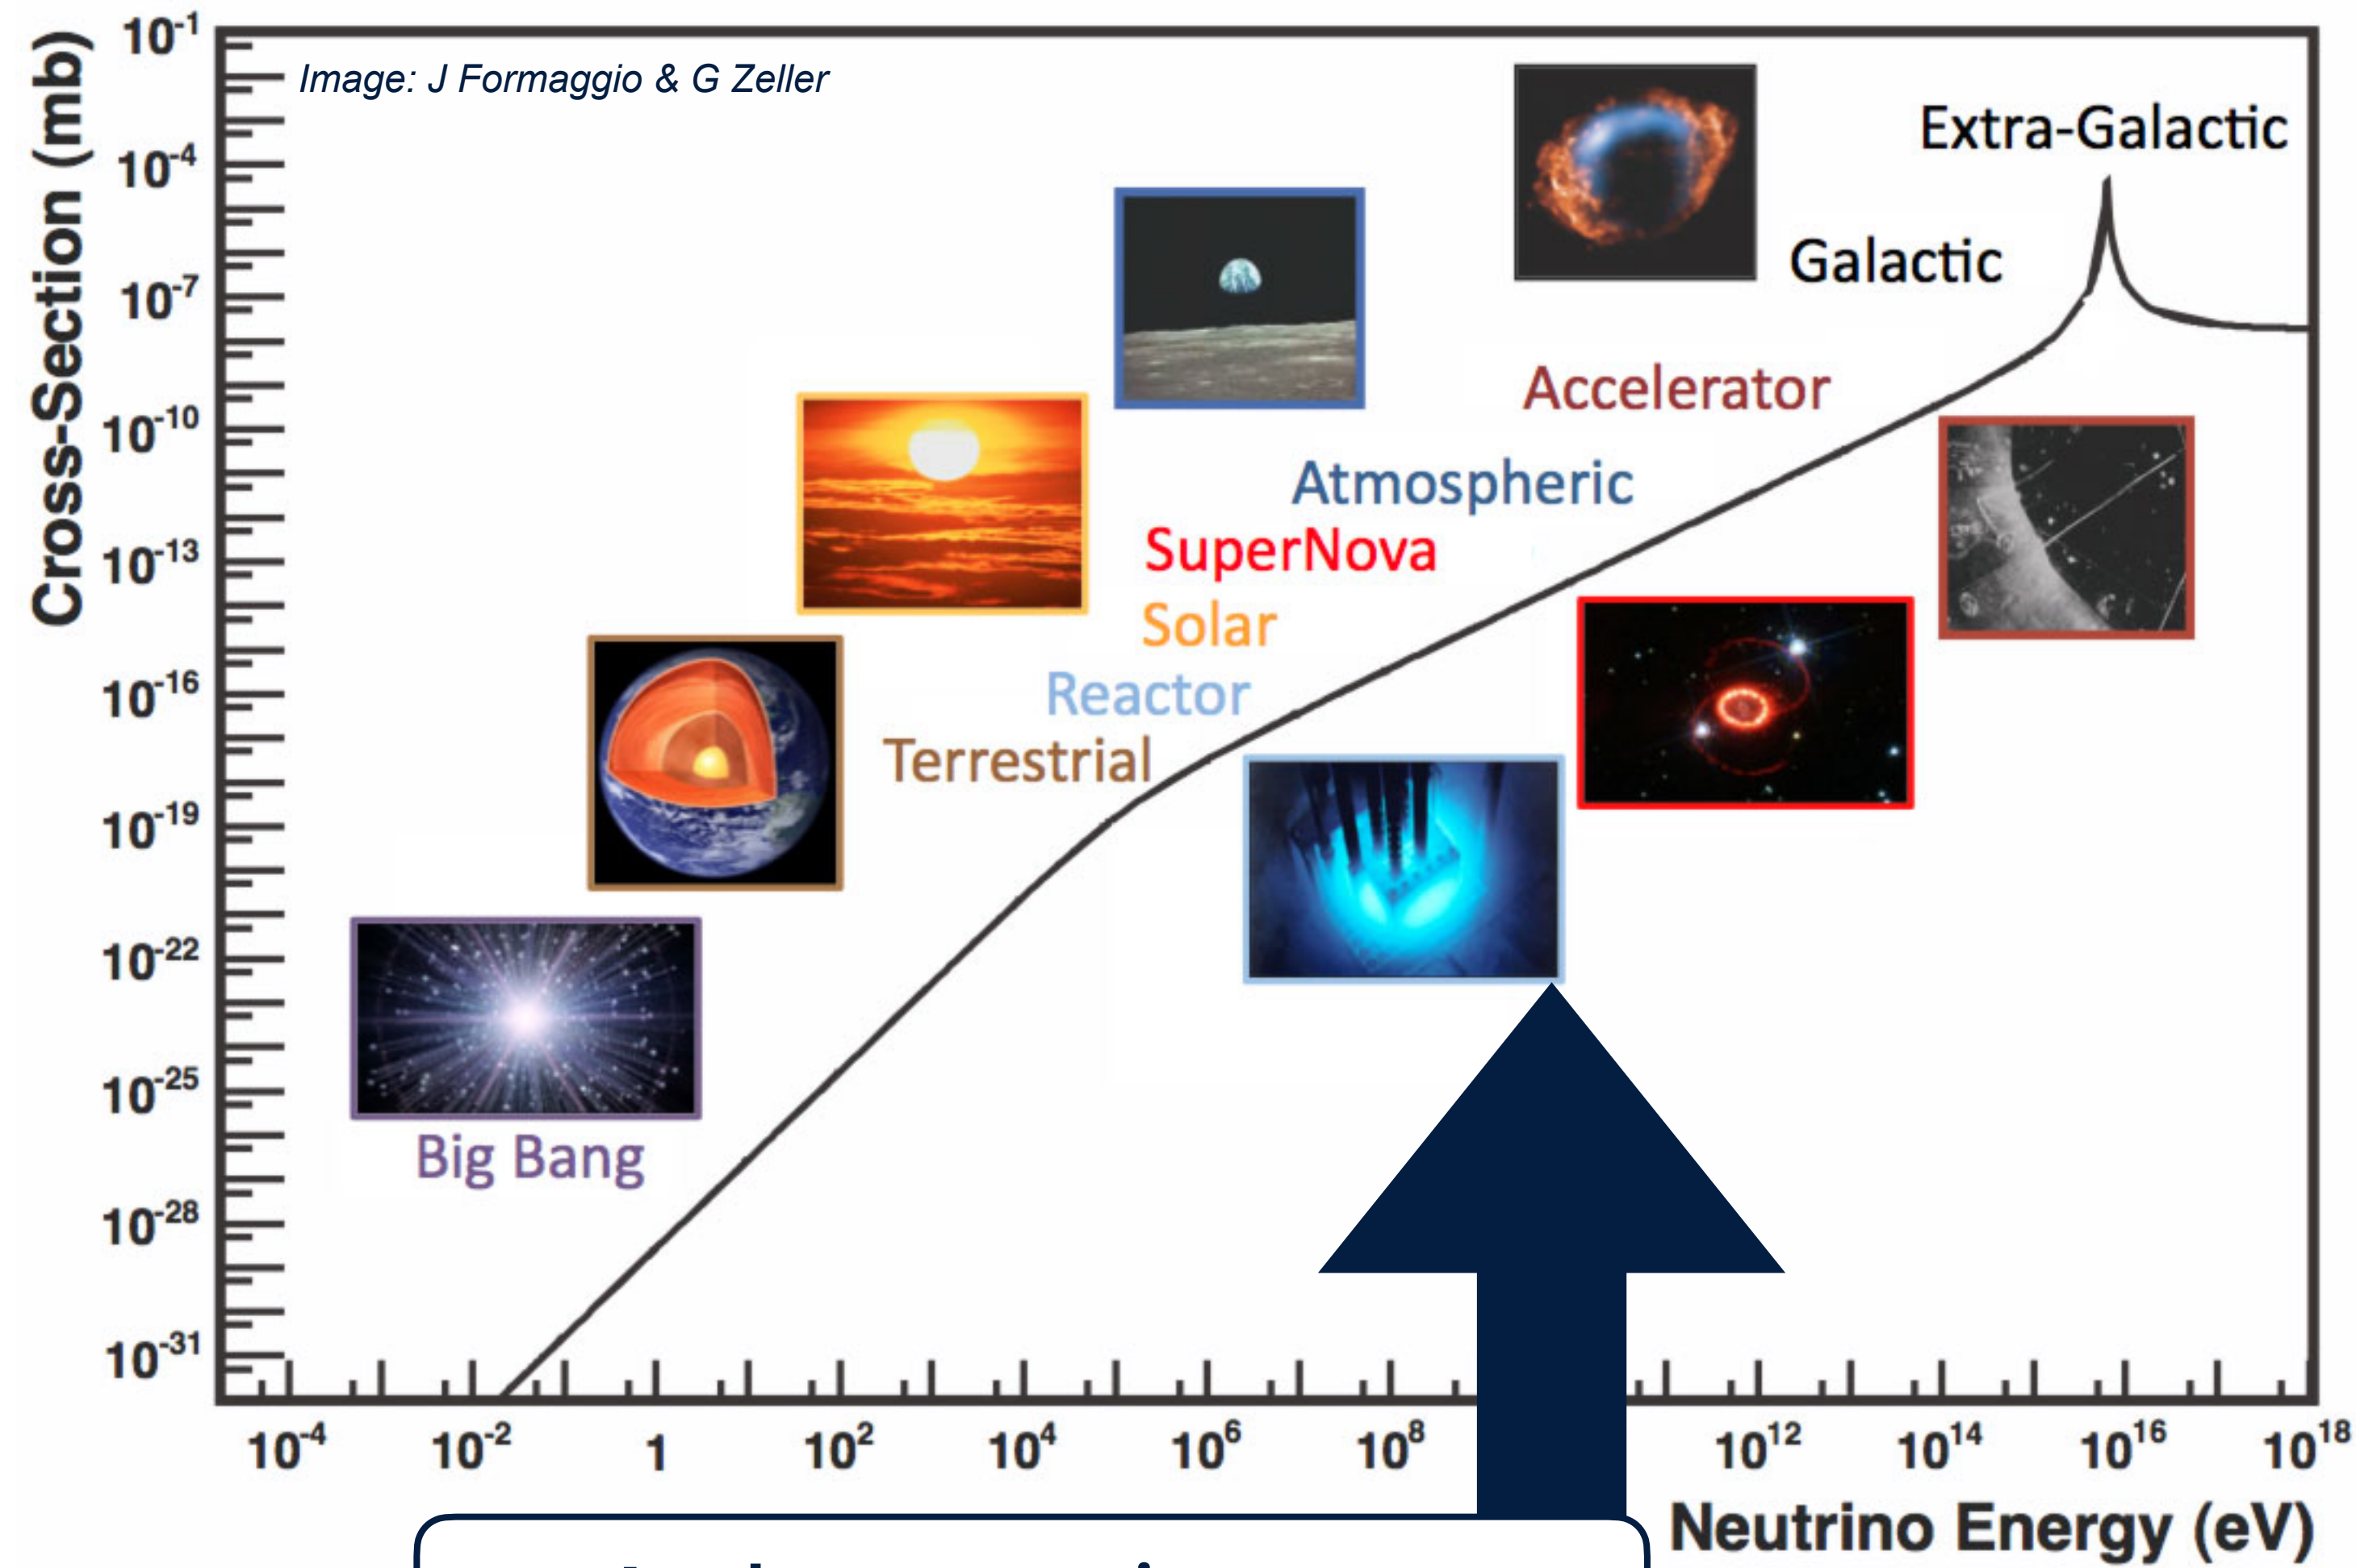 Image: J Formaggio & G Zeller
Cross-Section (mb)
10⁻¹
10⁻⁴
10⁻⁷
10⁻¹⁰
10⁻¹³
10⁻¹⁶
10⁻¹⁹
10⁻²²
10⁻²⁵
10⁻²⁸
10⁻³¹
Extra-Galactic
Galactic
Accelerator
Atmospheric
SuperNova
Solar
Reactor
Terrestrial
Big Bang
10⁻⁴ 10⁻² 1 10² 10⁴ 10⁶ 10⁸ 10¹² 10¹⁴ 10¹⁶ 10¹⁸
Neutrino Energy (eV)